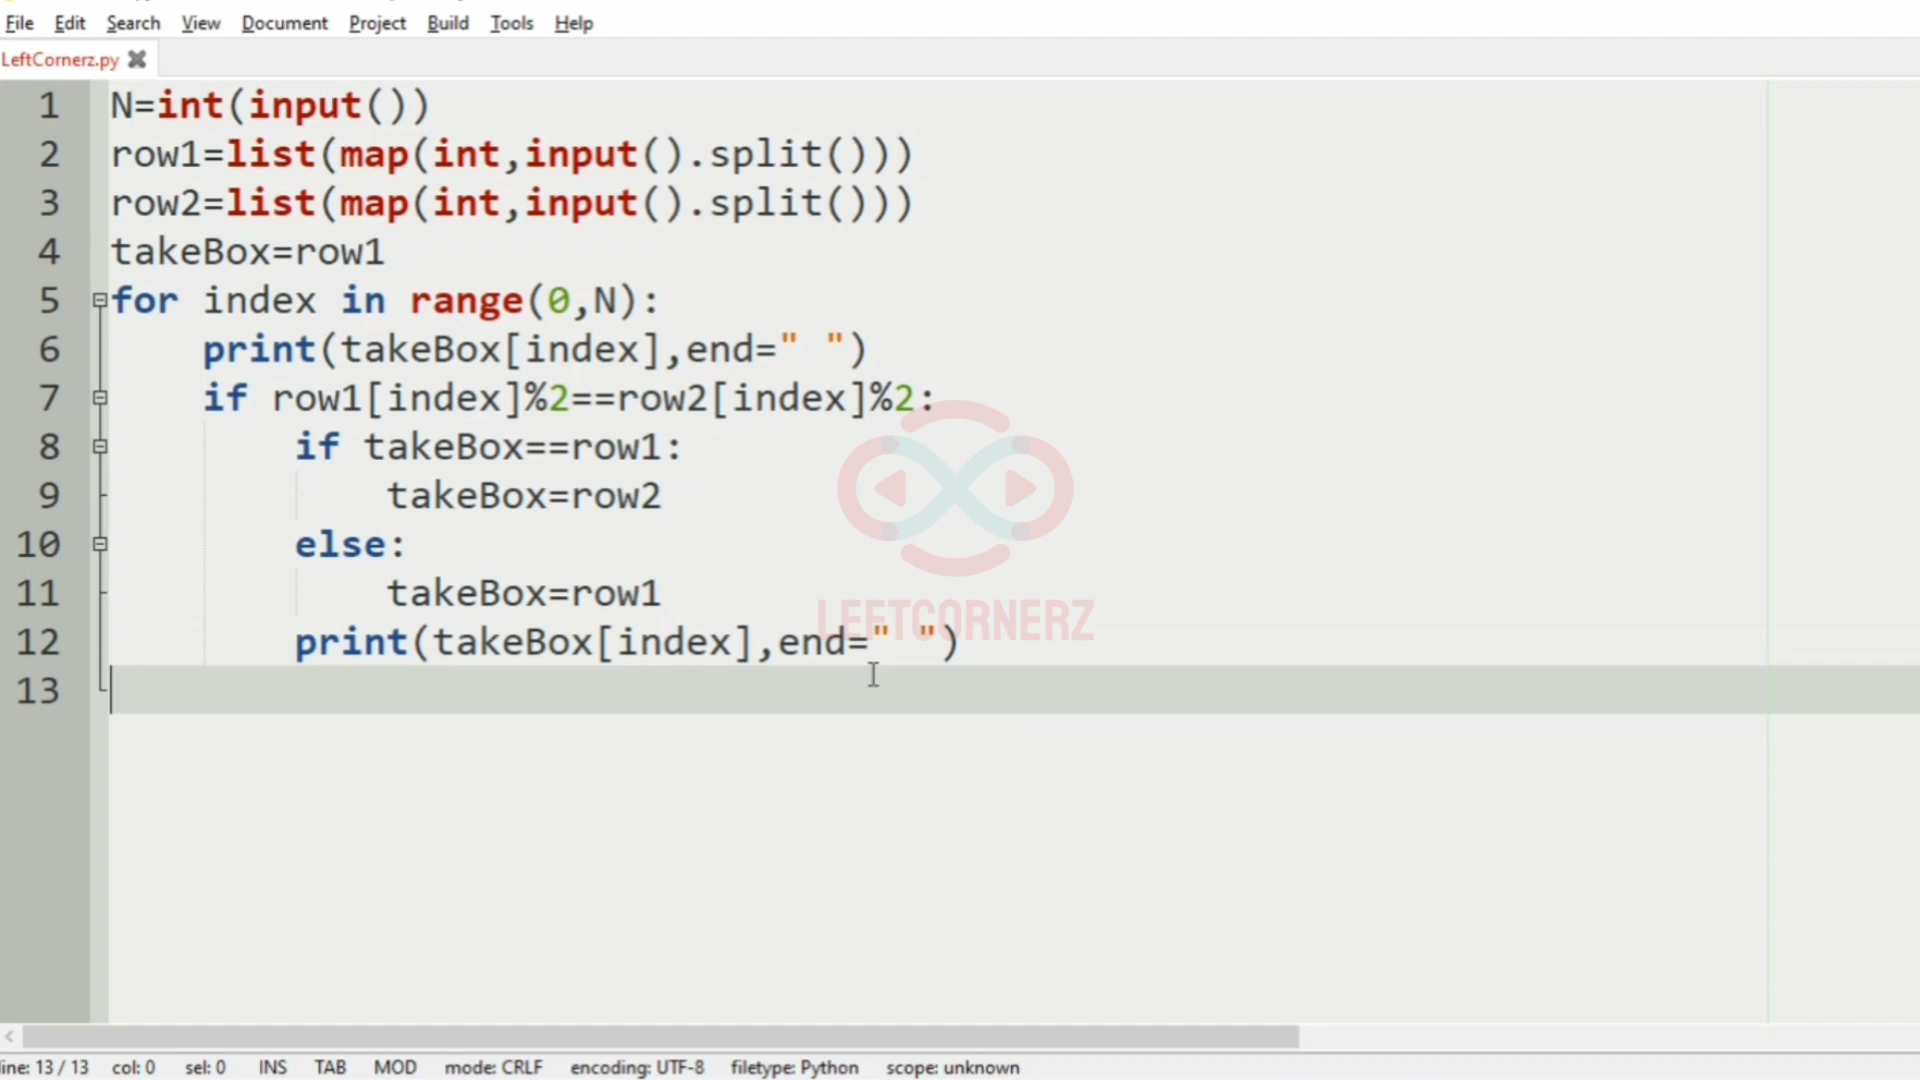 File Edit Search View Document Project Build Tools Help
LeftCornerz.py
1 N=int(input())
2 row1=list(map(int,input().split()))
3 row2=list(map(int,input().split()))
4 takeBox=row1
5 for index in range(0,N):
6     print(takeBox[index],end=" ")
7     if row1[index]%2==row2[index]%2:
8         if takeBox==row1:
9             takeBox=row2
10         else:
11             takeBox=row1
LEFTCORNERZ
12         print(takeBox[index],end=" ")
13
line: 13 / 13 col: 0 sel: 0 INS TAB MOD mode: CRLF encoding: UTF-8 filetype: Python scope: unknown